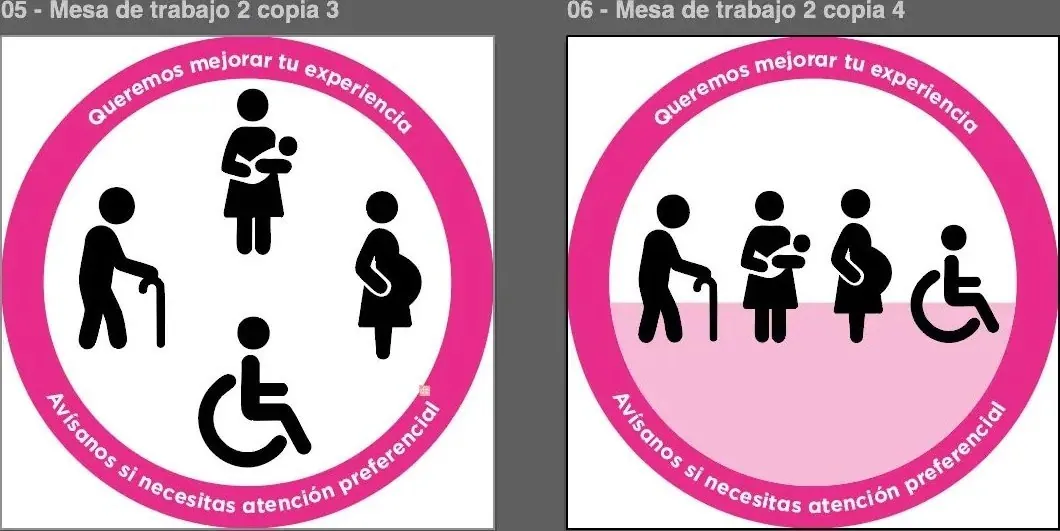 05 - Mesa de trabajo 2 copia 3
06 - Mesa de trabajo 2 copia 4
Queremos mejorar tu experiencia
Avísanos si necesitas atención preferencial
Queremos mejorar tu experiencia
Avísanos si necesitas atención preferencial